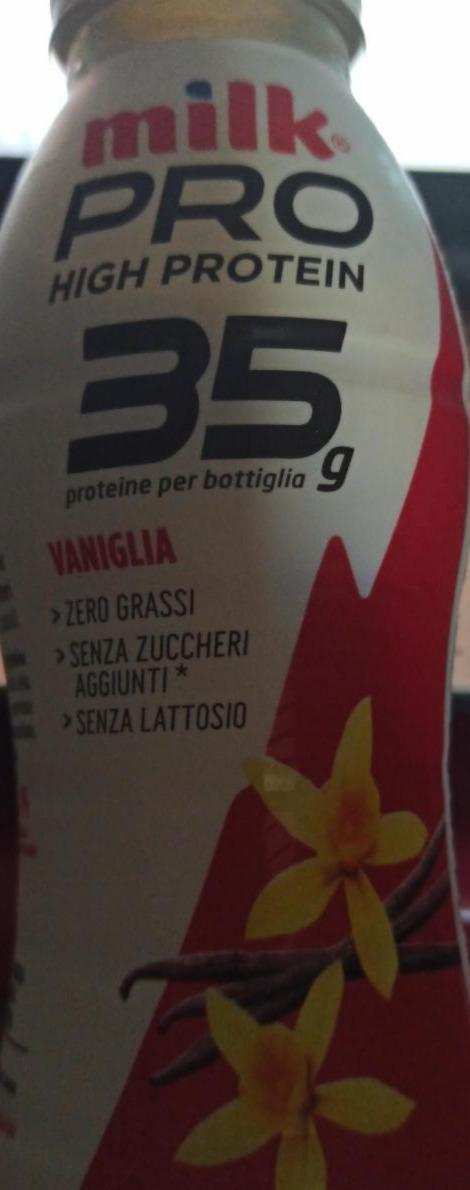 milk®
PRO
HIGH PROTEIN
35g
proteine per bottiglia
VANIGLIA
> ZERO GRASSI
> SENZA ZUCCHERI
AGGIUNTI *
> SENZA LATTOSIO